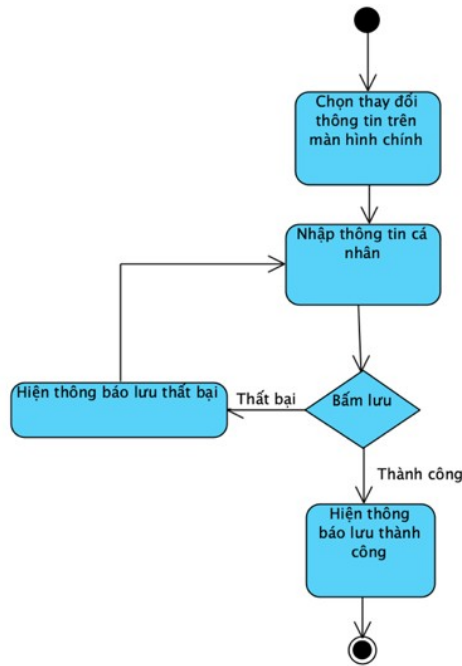 Chọn thay đổi
thông tin trên
màn hình chính
Nhập thông tin cá
nhân
Hiện thông báo lưu thất bại
Thất bại
Bấm lưu
Thành công
Hiện thông
báo lưu thành
công